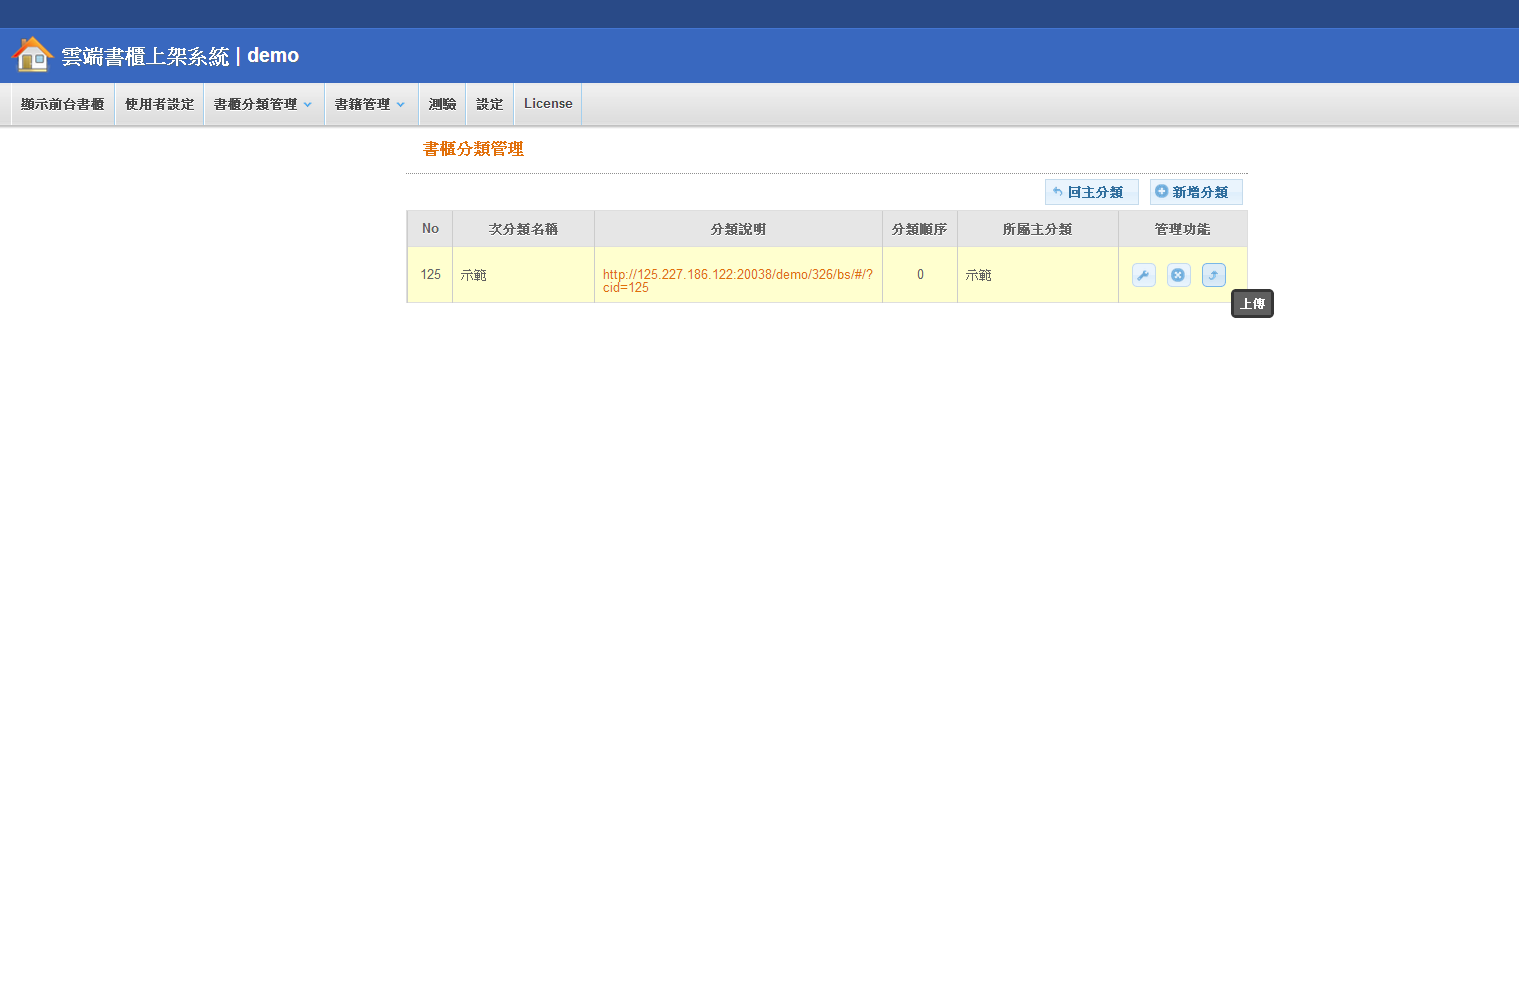 雲端書櫃上架系統 | demo
顯示前台書櫃 使用者設定 書櫃分類管理 書籍管理 測驗 設定 License
書櫃分類管理
回主分類 新增分類
No 次分類名稱 分類說明 分類順序 所屬主分類 管理功能
125 示範 http://125.227.186.122:20038/demo/326/bs/#/? 0 示範
cid=125
上傳